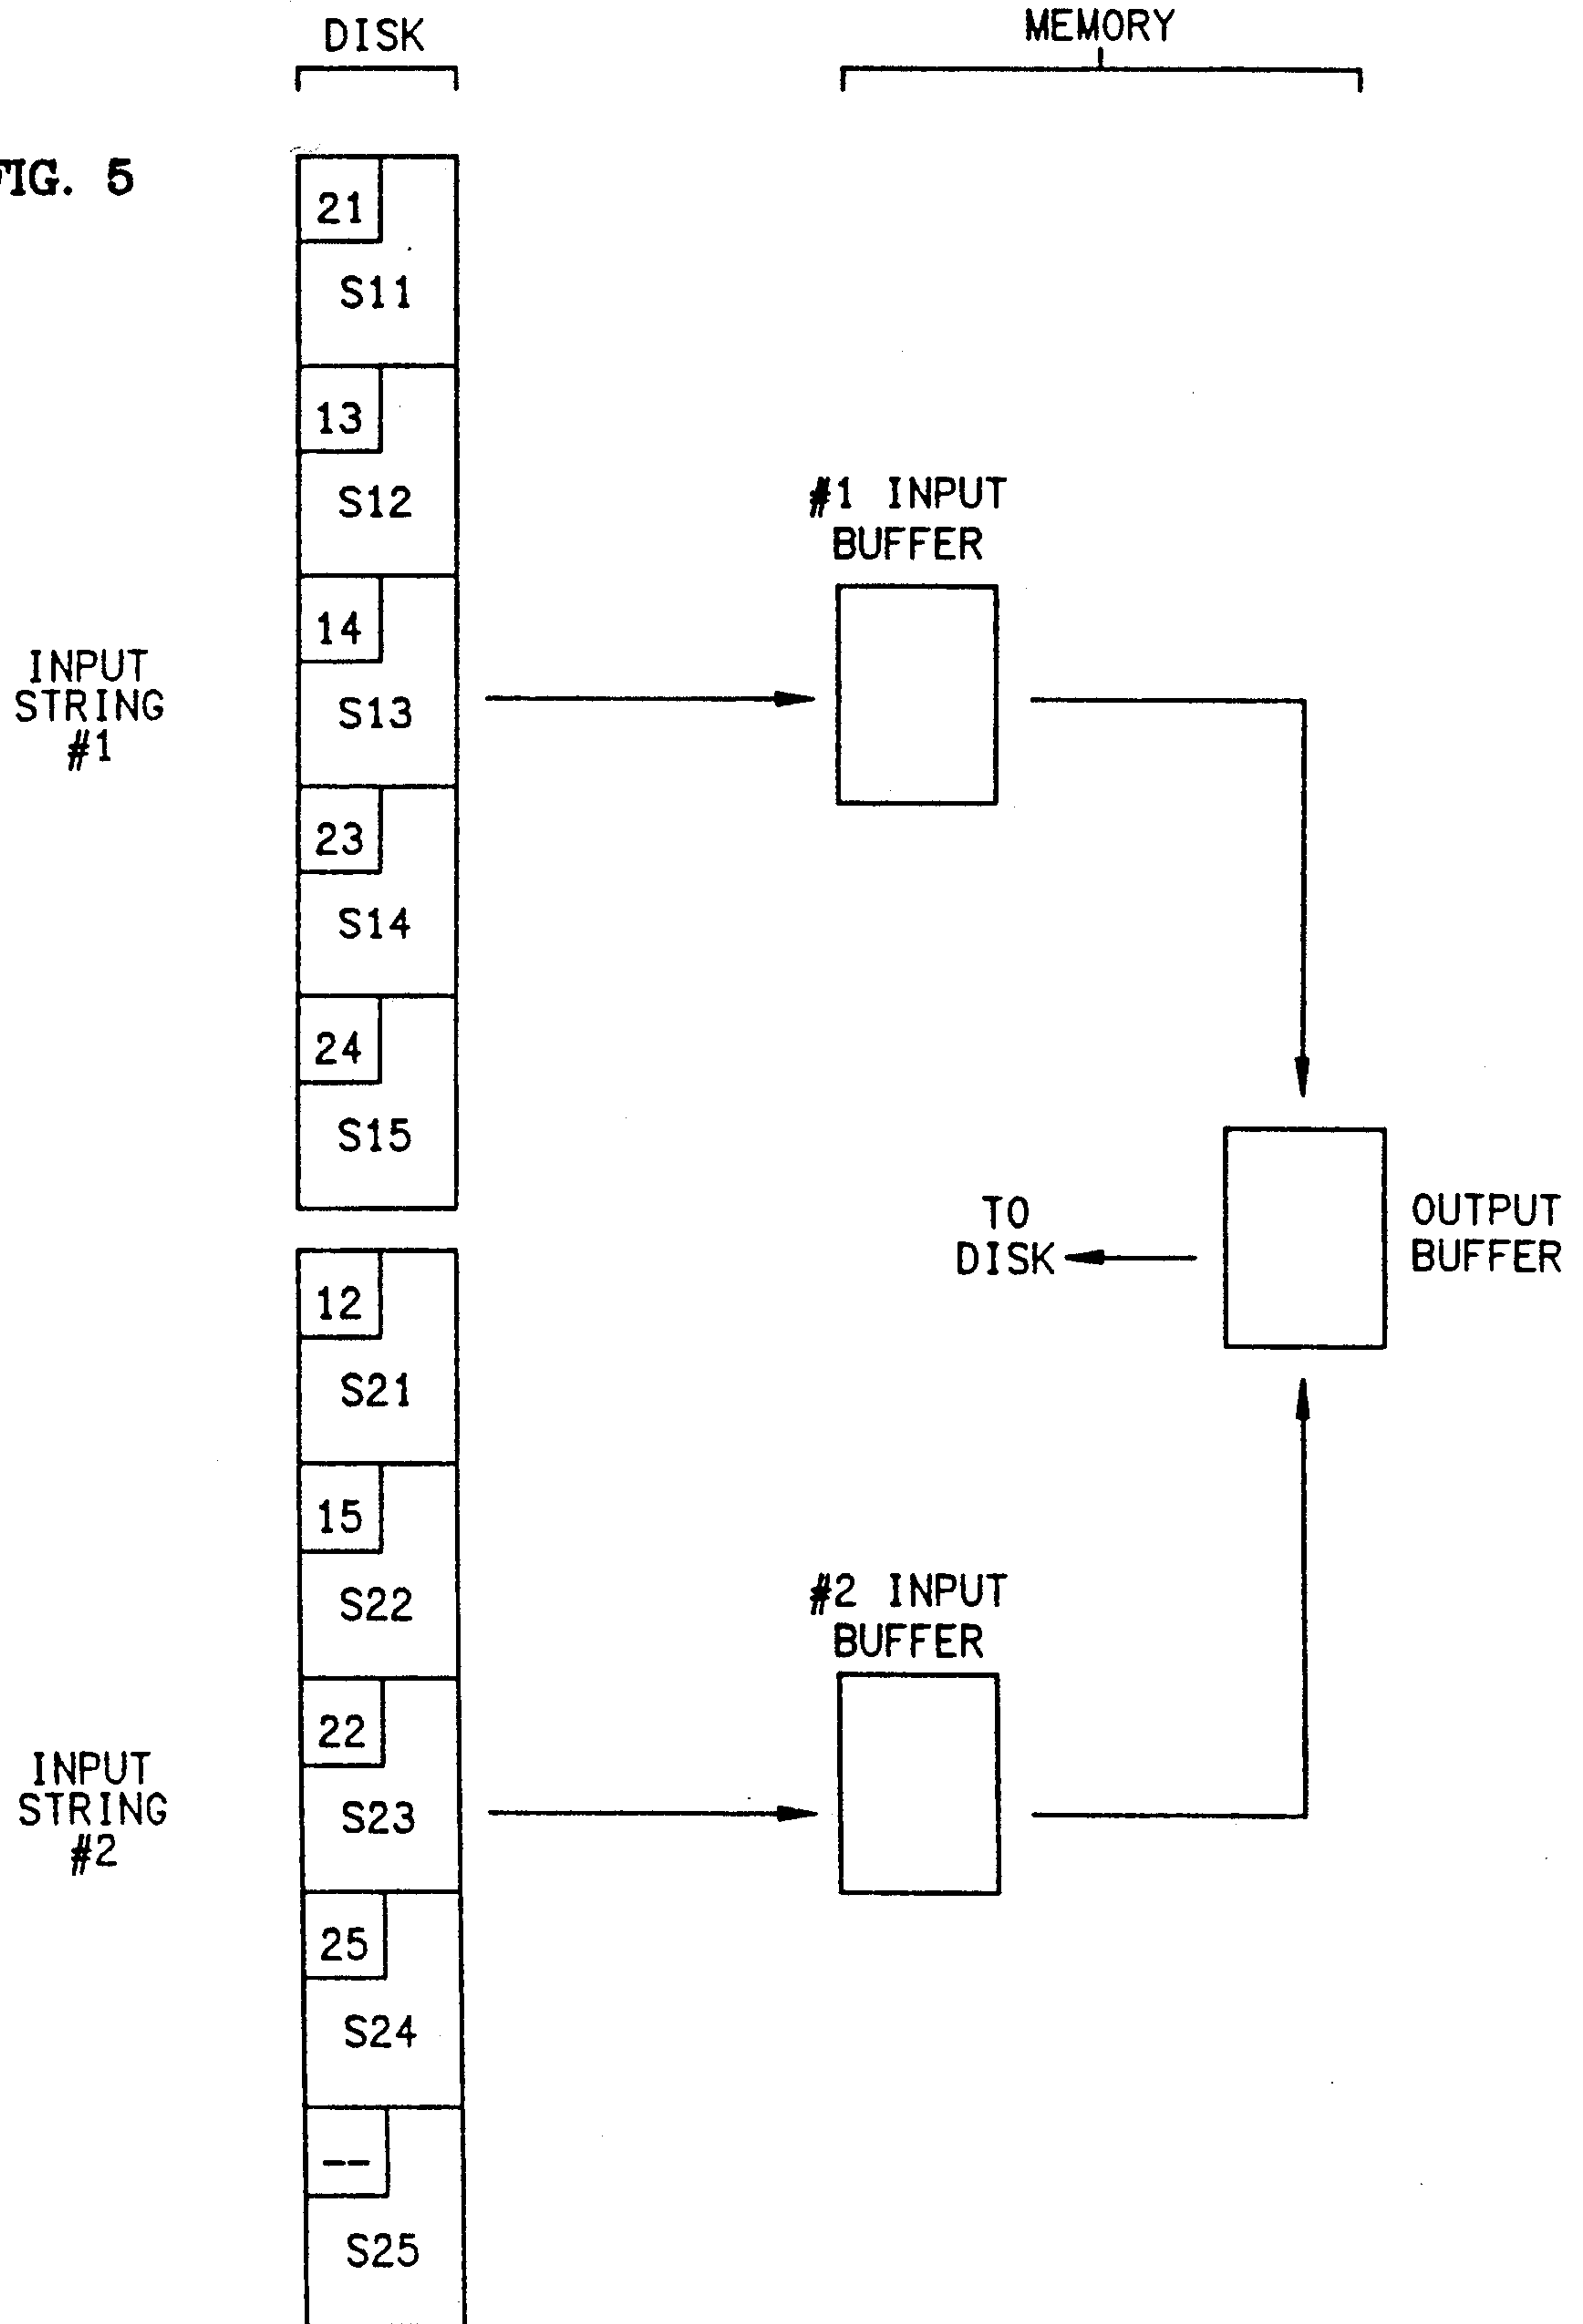 DISK
MEMORY
FIG. 5
21
S11
13
S12
#1 INPUT
BUFFER
14
S13
INPUT
STRING
#1
23
S14
24
S15
TO
DISK
OUTPUT
BUFFER
12
S21
15
S22
#2 INPUT
BUFFER
22
S23
INPUT
STRING
#2
25
S24
--
S25